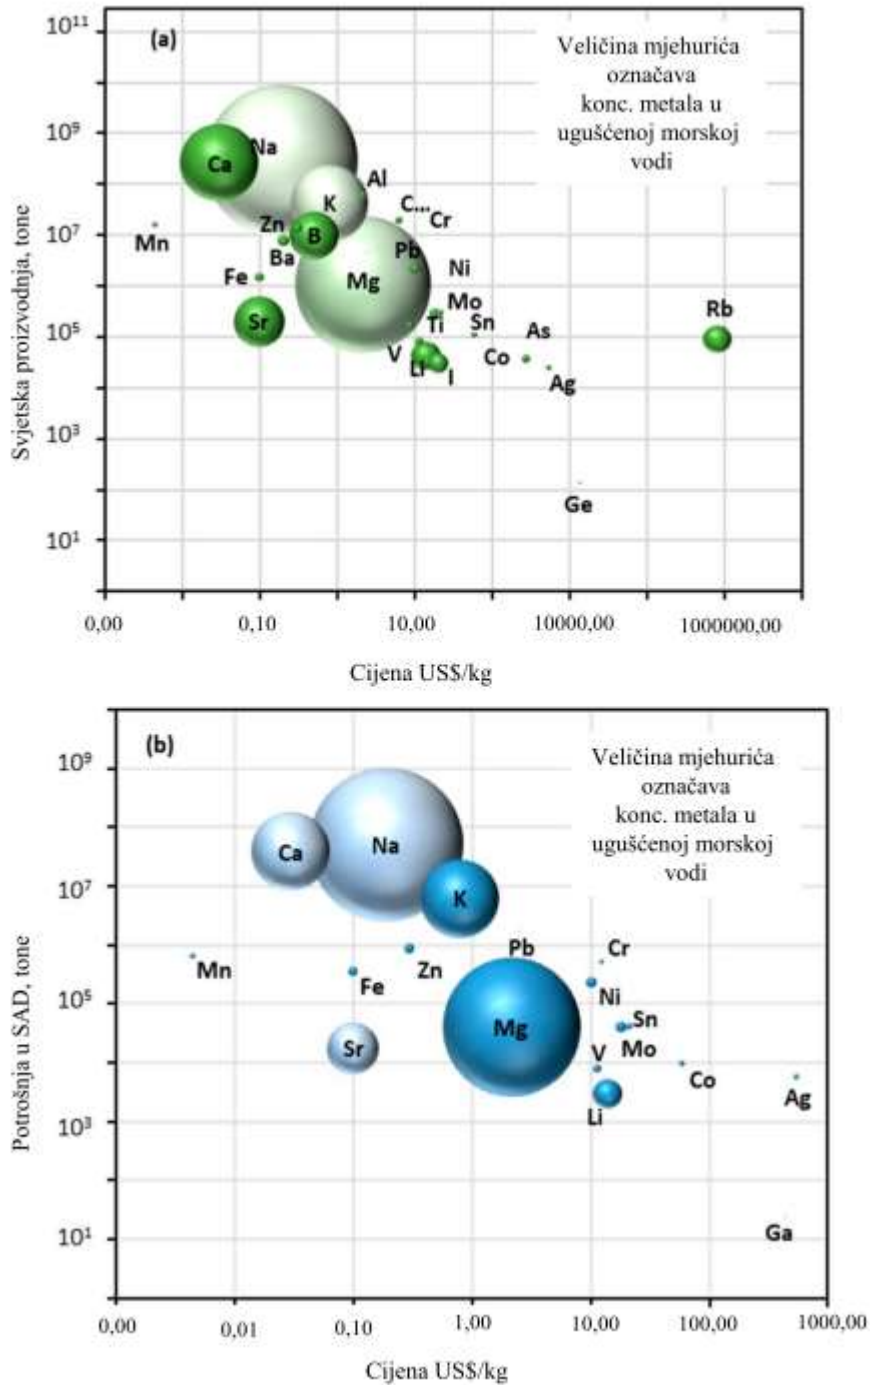 (a)
Veličina mjehurića
označava
konc. metala u
ugušćenoj morskoj
vodi
Svjetska proizvodnja, tone
10¹¹
10⁹
10⁷
10⁵
10³
10¹
Na
Ca
K
Al
Zn
B
C...
Cr
Mn
Ba
Pb
Fe
Mg
Ni
Sr
Mo
Rb
Ti
Sn
As
V
Li
I
Co
Ag
Ge
0,00
0,10
10,00
10000,00
1000000,00
Cijena US$/kg
(b)
Veličina mjehurića
označava
konc. metala u
ugušćenoj morskoj
vodi
Potrošnja u SAD, tone
10⁹
10⁷
10⁵
10³
10¹
Ca
Na
K
Mn
Fe
Zn
Pb
Cr
Ni
Sr
Mg
Sn
V
Mo
Co
Li
Ag
Ga
0,00
0,01
0,10
1,00
10,00
100,00
1000,00
Cijena US$/kg